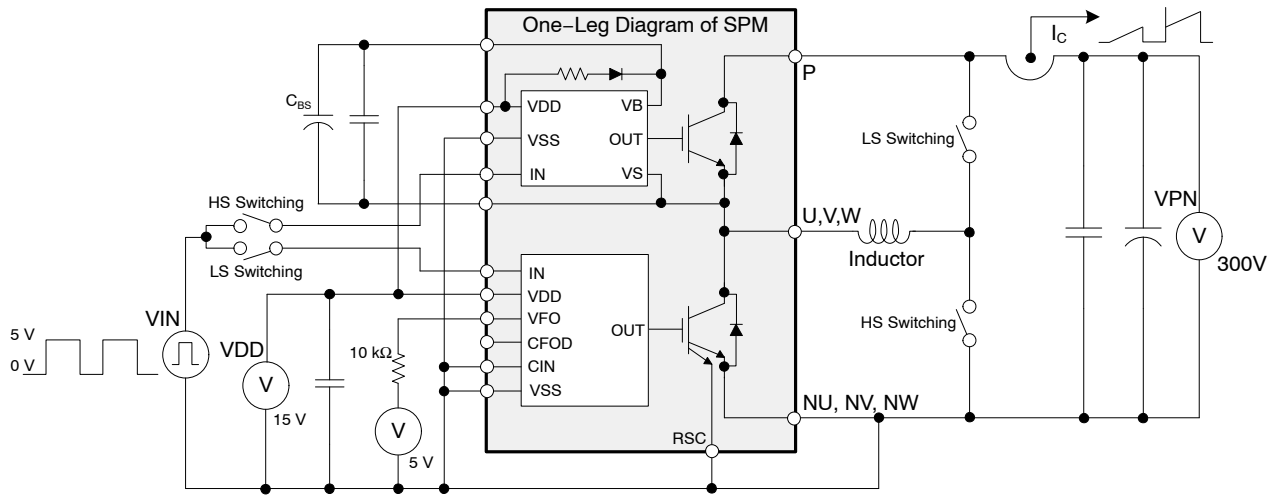 One−Leg Diagram of SPM
I_C
P
C_BS
VDD
VB
VSS
OUT
IN
VS
LS Switching
HS Switching
LS Switching
U,V,W
Inductor
VPN
V
300V
IN
VDD
VFO
CFOD
CIN
VSS
OUT
HS Switching
VIN
5 V
0 V
VDD
V
15 V
10 kΩ
V
5 V
NU, NV, NW
RSC